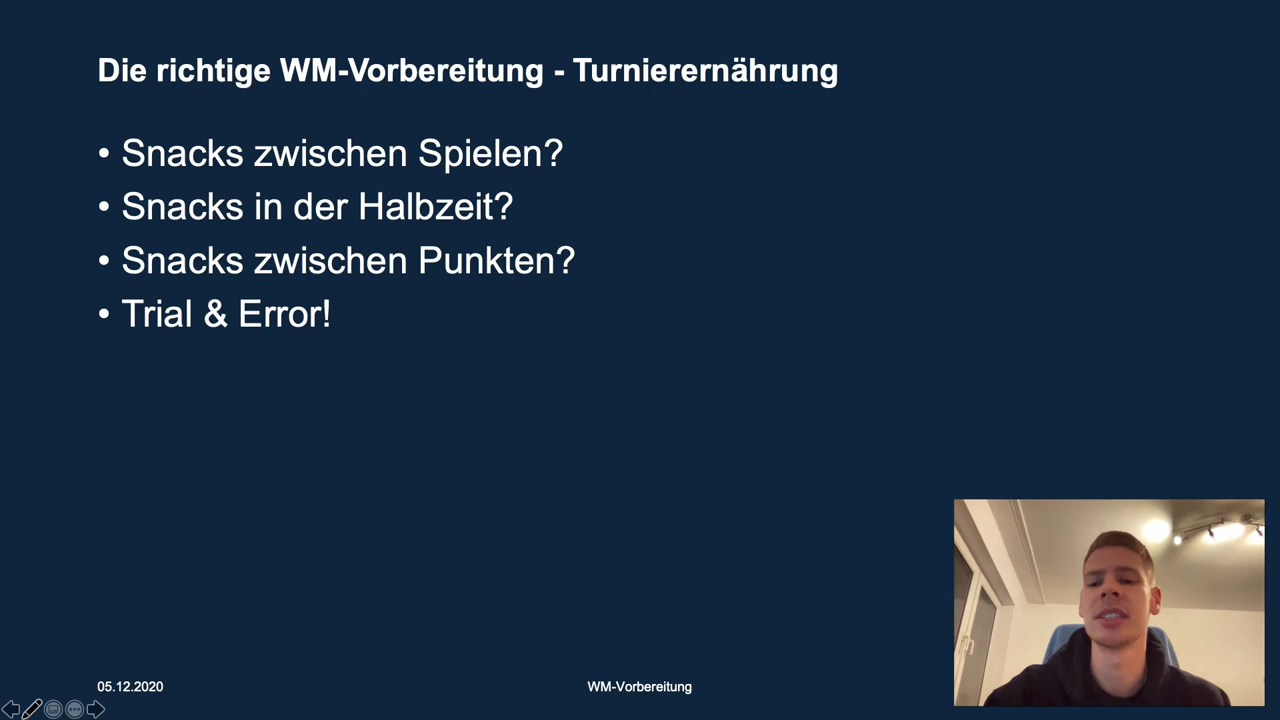 Die richtige WM-Vorbereitung - Turnierernährung
• Snacks zwischen Spielen?
• Snacks in der Halbzeit?
• Snacks zwischen Punkten?
• Trial & Error!
05.12.2020
WM-Vorbereitung